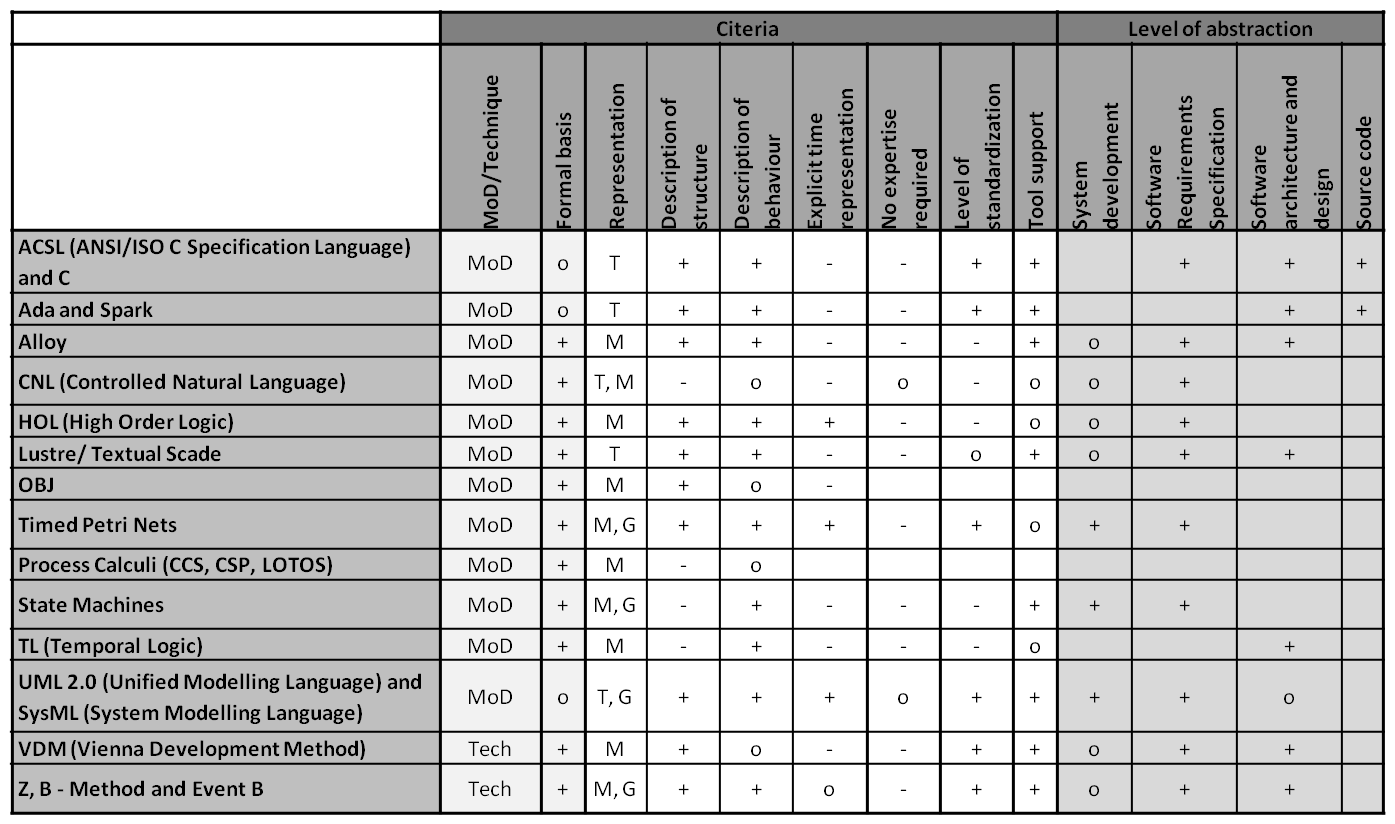 Citeria Level of abstraction
MoD/Technique
Formal basis
Representation
Description of
structure
Description of
behaviour
Explicit time
representation
No expertise
required
Level of
standardization
Tool support
System
development
Software
Requirements
Specification
Software
architecture and
design
Source code
ACSL (ANSI/ISO C Specification Language)
and C
MoD o T + + - - + + + + +
Ada and Spark MoD o T + + - - + + + +
Alloy MoD + M + + - - - + o + +
CNL (Controlled Natural Language) MoD + T, M - o - o - o o +
HOL (High Order Logic) MoD + M + + + - - o o +
Lustre/ Textual Scade MoD + T + + - - o + o + +
OBJ MoD + M + o -
Timed Petri Nets MoD + M, G + + + - + o + +
Process Calculi (CCS, CSP, LOTOS) MoD + M - o
State Machines MoD + M, G - + - - - + + +
TL (Temporal Logic) MoD + M - + - - - o +
UML 2.0 (Unified Modelling Language) and
SysML (System Modelling Language)
MoD o T, G + + + o + + + + o
VDM (Vienna Development Method) Tech + M + o - - + + o + +
Z, B - Method and Event B Tech + M, G + + o - + + o + +